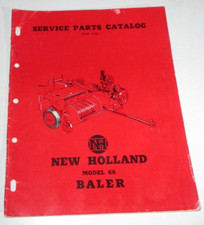 SERVICE PARTS CATALOG
NEW HOLLAND
MODEL 66
BALER